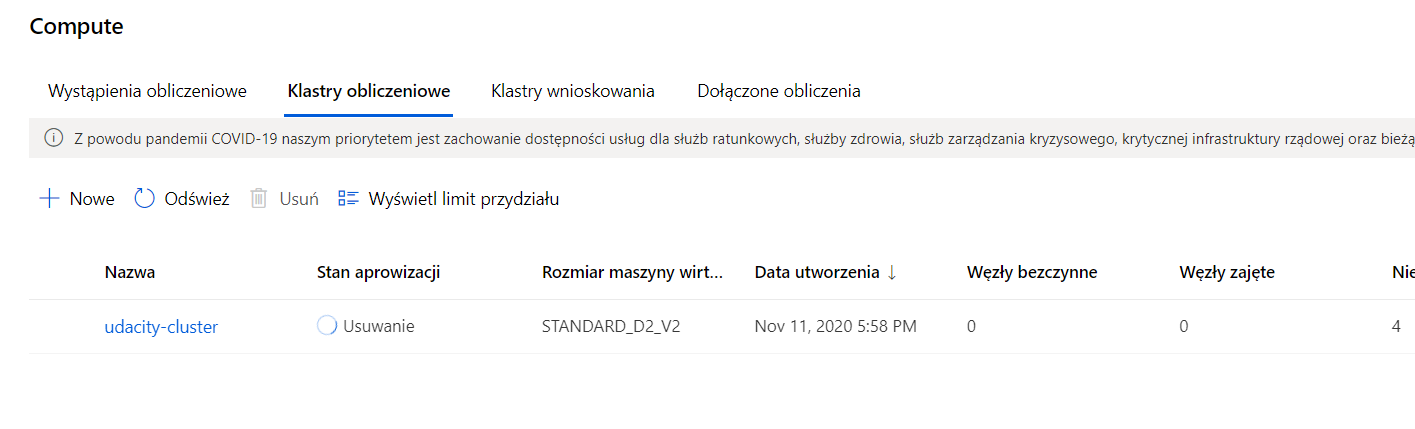 Compute
Wystąpienia obliczeniowe Klastry obliczeniowe Klastry wnioskowania Dołączone obliczenia
Z powodu pandemii COVID-19 naszym priorytetem jest zachowanie dostępności usług dla służb ratunkowych, służby zdrowia, służb zarządzania kryzysowego, krytycznej infrastruktury rządowej oraz
Nowe Odśwież Usuń Wyświetl limit przydziału
Nazwa Stan aprowizacji Rozmiar maszyny wirt... Data utworzenia ↓ Węzły bezczynne Węzły zajęte
udacity-cluster Usuwanie STANDARD_D2_V2 Nov 11, 2020 5:58 PM 0 0 4